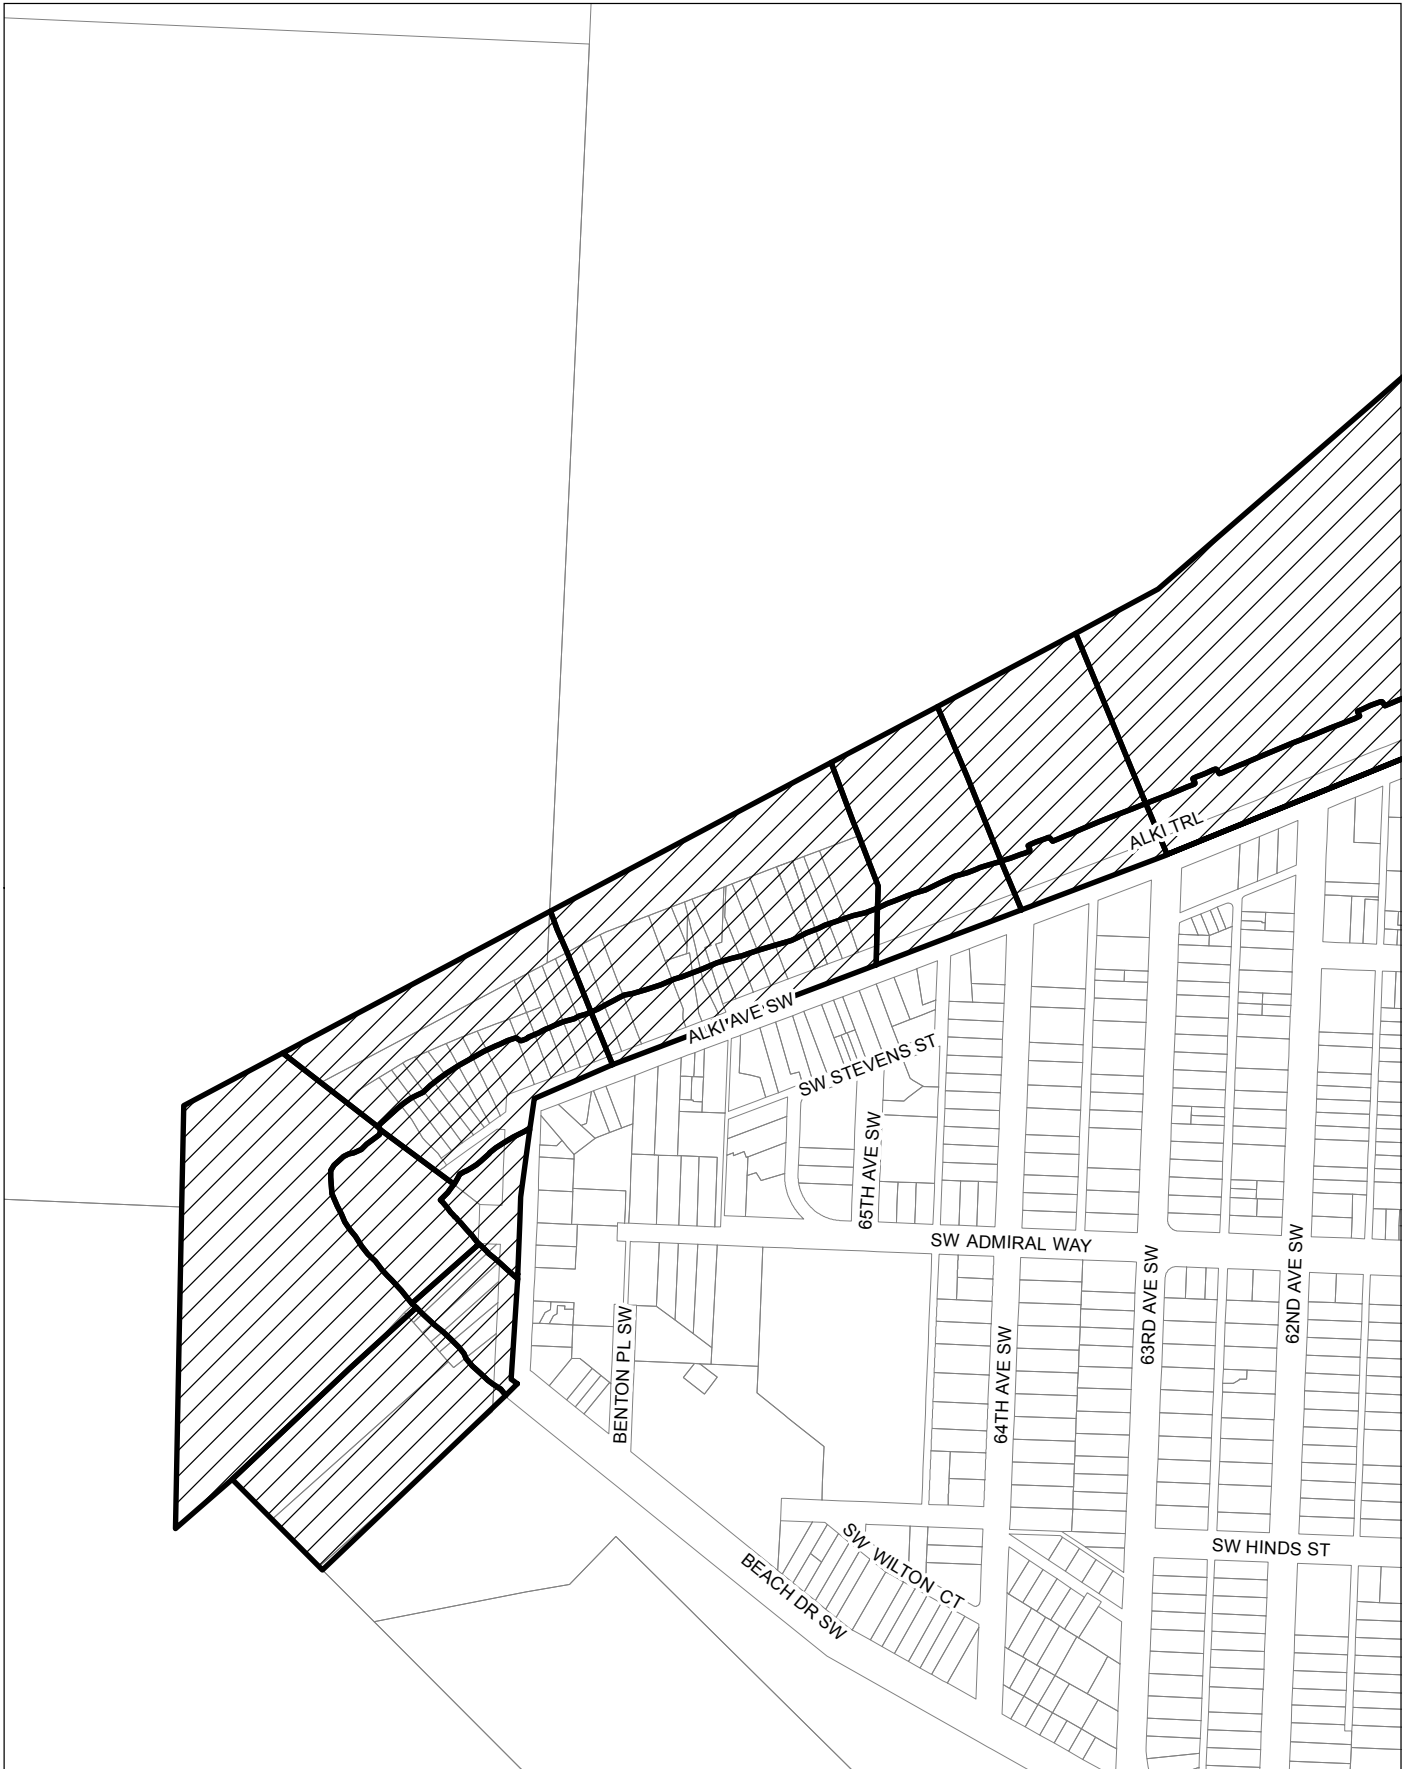 ALKI TRL
ALKI AVE SW
SW STEVENS ST
65TH AVE SW
SW ADMIRAL WAY
63RD AVE SW
62ND AVE SW
BENTON PL SW
64TH AVE SW
SW WILTON CT
SW HINDS ST
BEACH DR SW